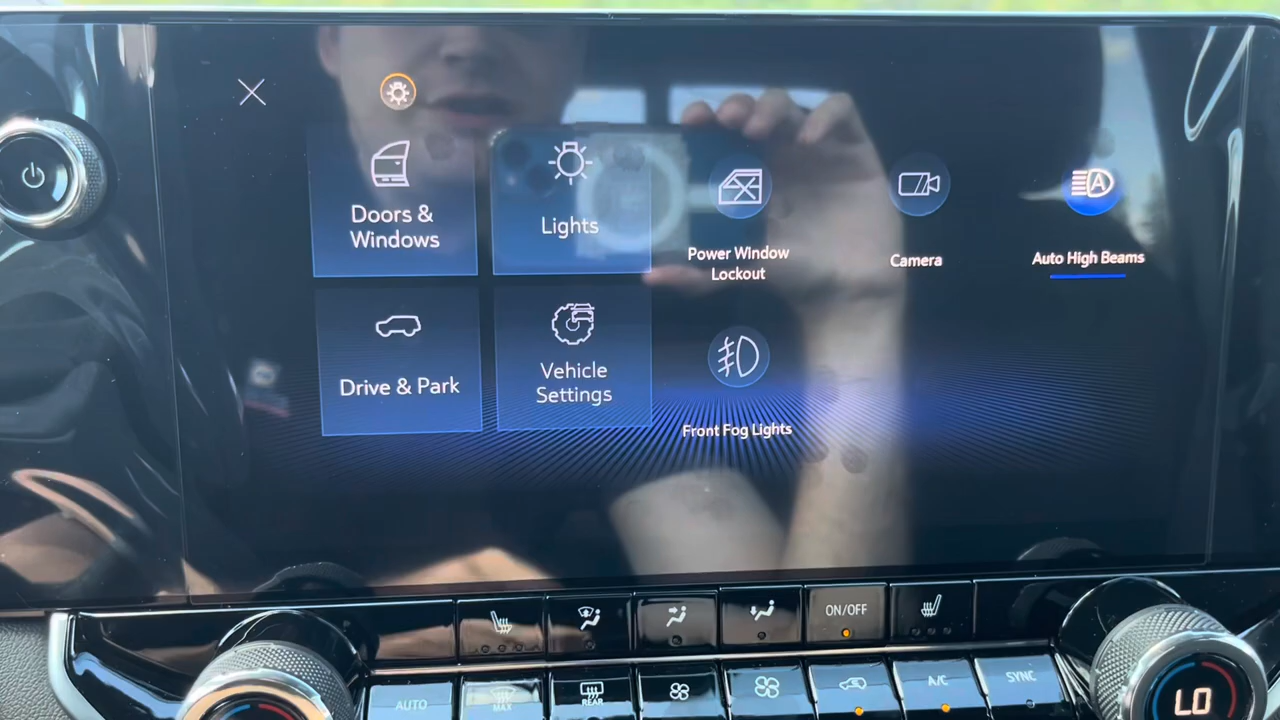 Doors &
Windows
Lights
Power Window
Lockout
Camera
Auto High Beams
Drive & Park
Vehicle
Settings
Front Fog Lights
ON/OFF
AUTO
MAX
REAR
A/C
SYNC
LO